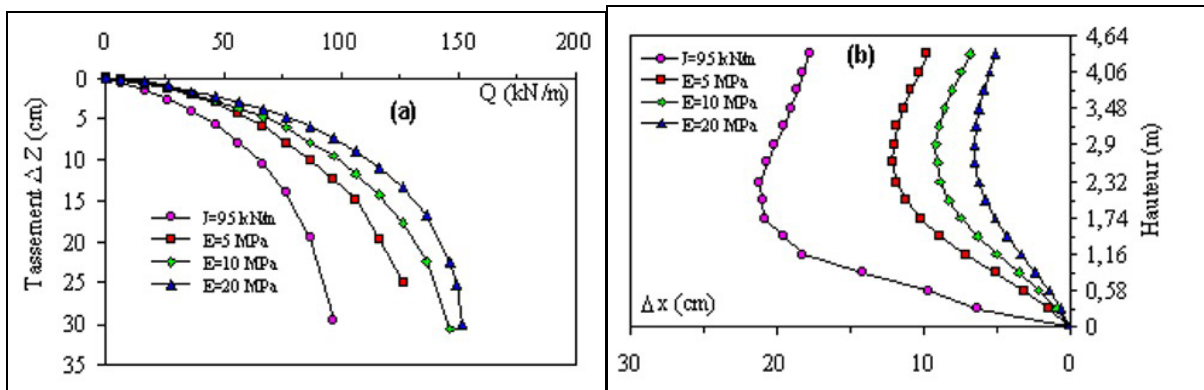 0 50 100 150 200
Q (kN/m)
(a)
Tassement Δ Z (cm)
0
5
10
15
20
25
30
35
J=95 kN/m
E=5 MPa
E=10 MPa
E=20 MPa
(b)
J=95 kN/m
E=5 MPa
E=10 MPa
E=20 MPa
4,64
4,06
3,48
2,9
2,32
1,74
1,16
0,58
0
Hauteur (m)
Δx (cm)
30 20 10 0